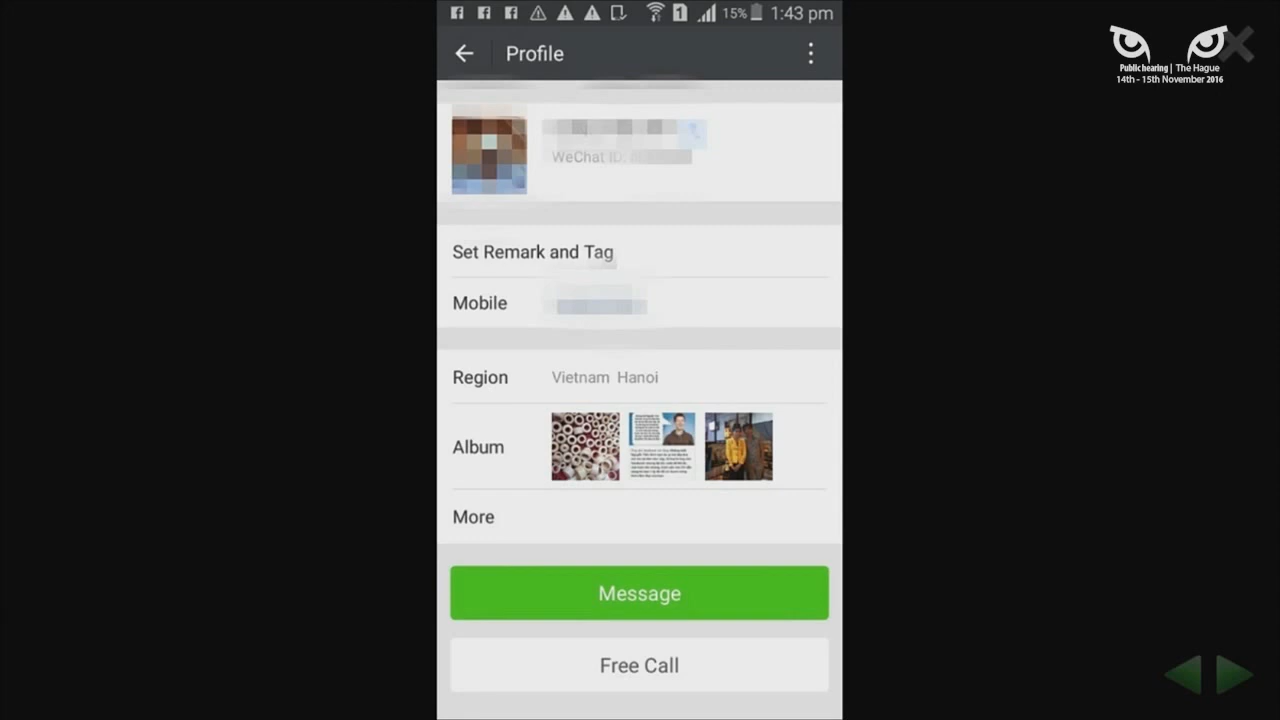 15% 1:43 pm
Profile
Public hearing | The Hague
14th - 15th November 2016
WeChat ID:
Set Remark and Tag
Mobile
Region Vietnam Hanoi
Album
More
Message
Free Call